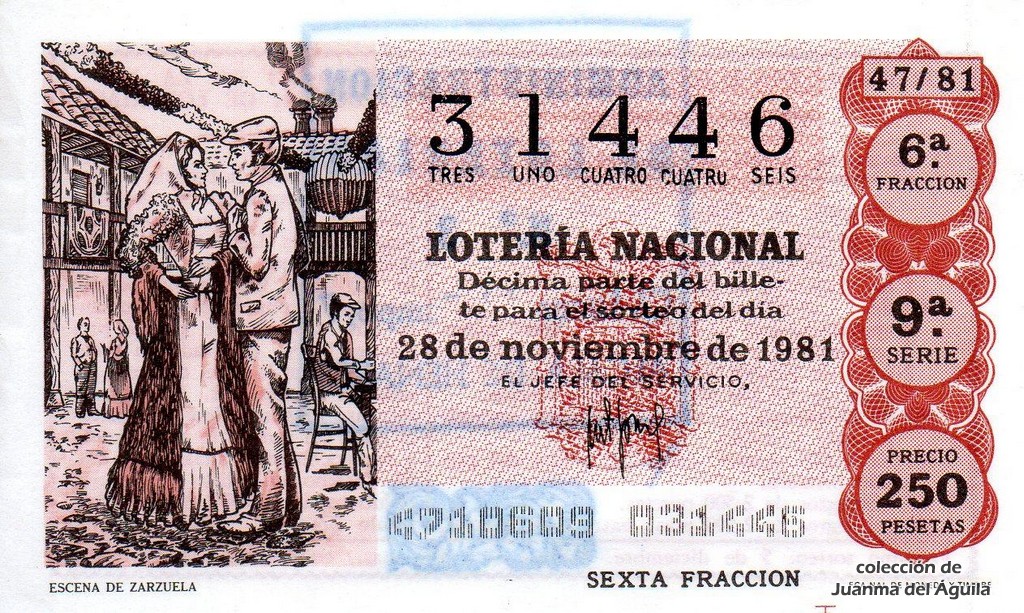 47/81
31446
TRES UNO CUATRO CUATRO SEIS
6ª
FRACCION
LOTERÍA NACIONAL
Décima parte del bille-
te para el sorteo del día
28 de noviembre de 1981
EL JEFE DEL SERVICIO,
9ª
SERIE
PRECIO
250
PESETAS
4710609 031446
SEXTA FRACCION
ESCENA DE ZARZUELA
colección de
Juanma del Águila